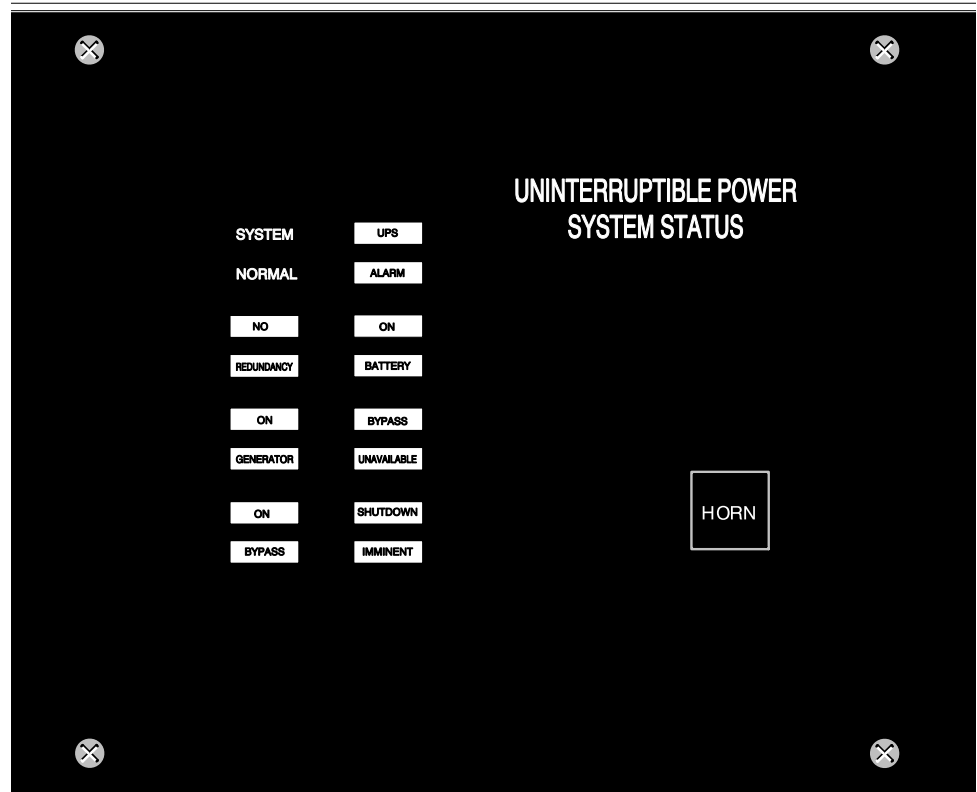 UNINTERRUPTIBLE POWER
SYSTEM STATUS
SYSTEM
NORMAL
UPS
ALARM
NO
REDUNDANCY
ON
BATTERY
ON
GENERATOR
BYPASS
UNAVAILABLE
ON
BYPASS
SHUTDOWN
IMMINENT
HORN